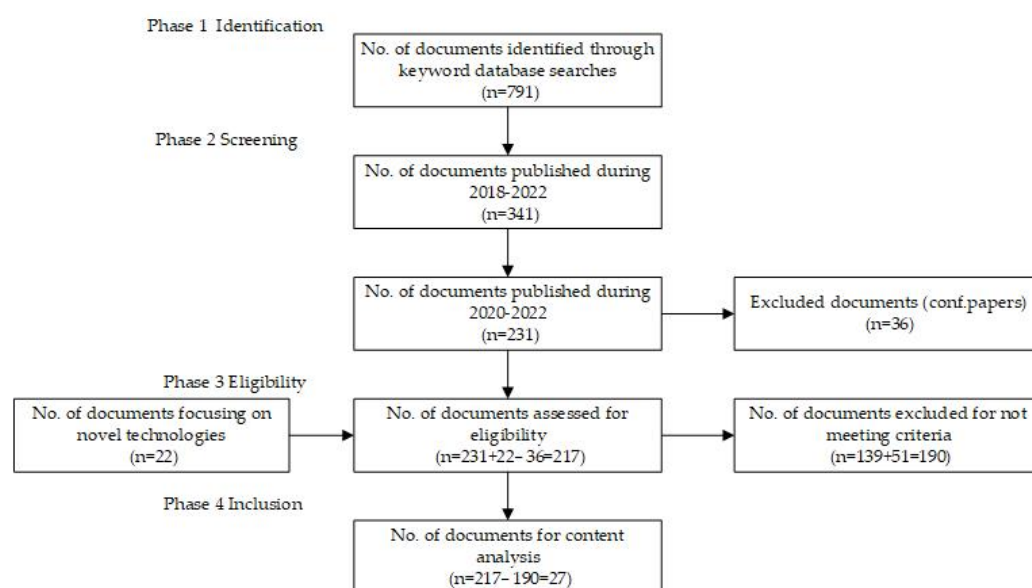 Phase 1 Identification
No. of documents identified through
keyword database searches
(n=791)
Phase 2 Screening
No. of documents published during
2018-2022
(n=341)
No. of documents published during
2020-2022
(n=231)
Excluded documents (conf.papers)
(n=36)
Phase 3 Eligibility
No. of documents focusing on
novel technologies
(n=22)
No. of documents assessed for
eligibility
(n=231+22–36=217)
No. of documents excluded for not
meeting criteria
(n=139+51=190)
Phase 4 Inclusion
No. of documents for content
analysis
(n=217–190=27)